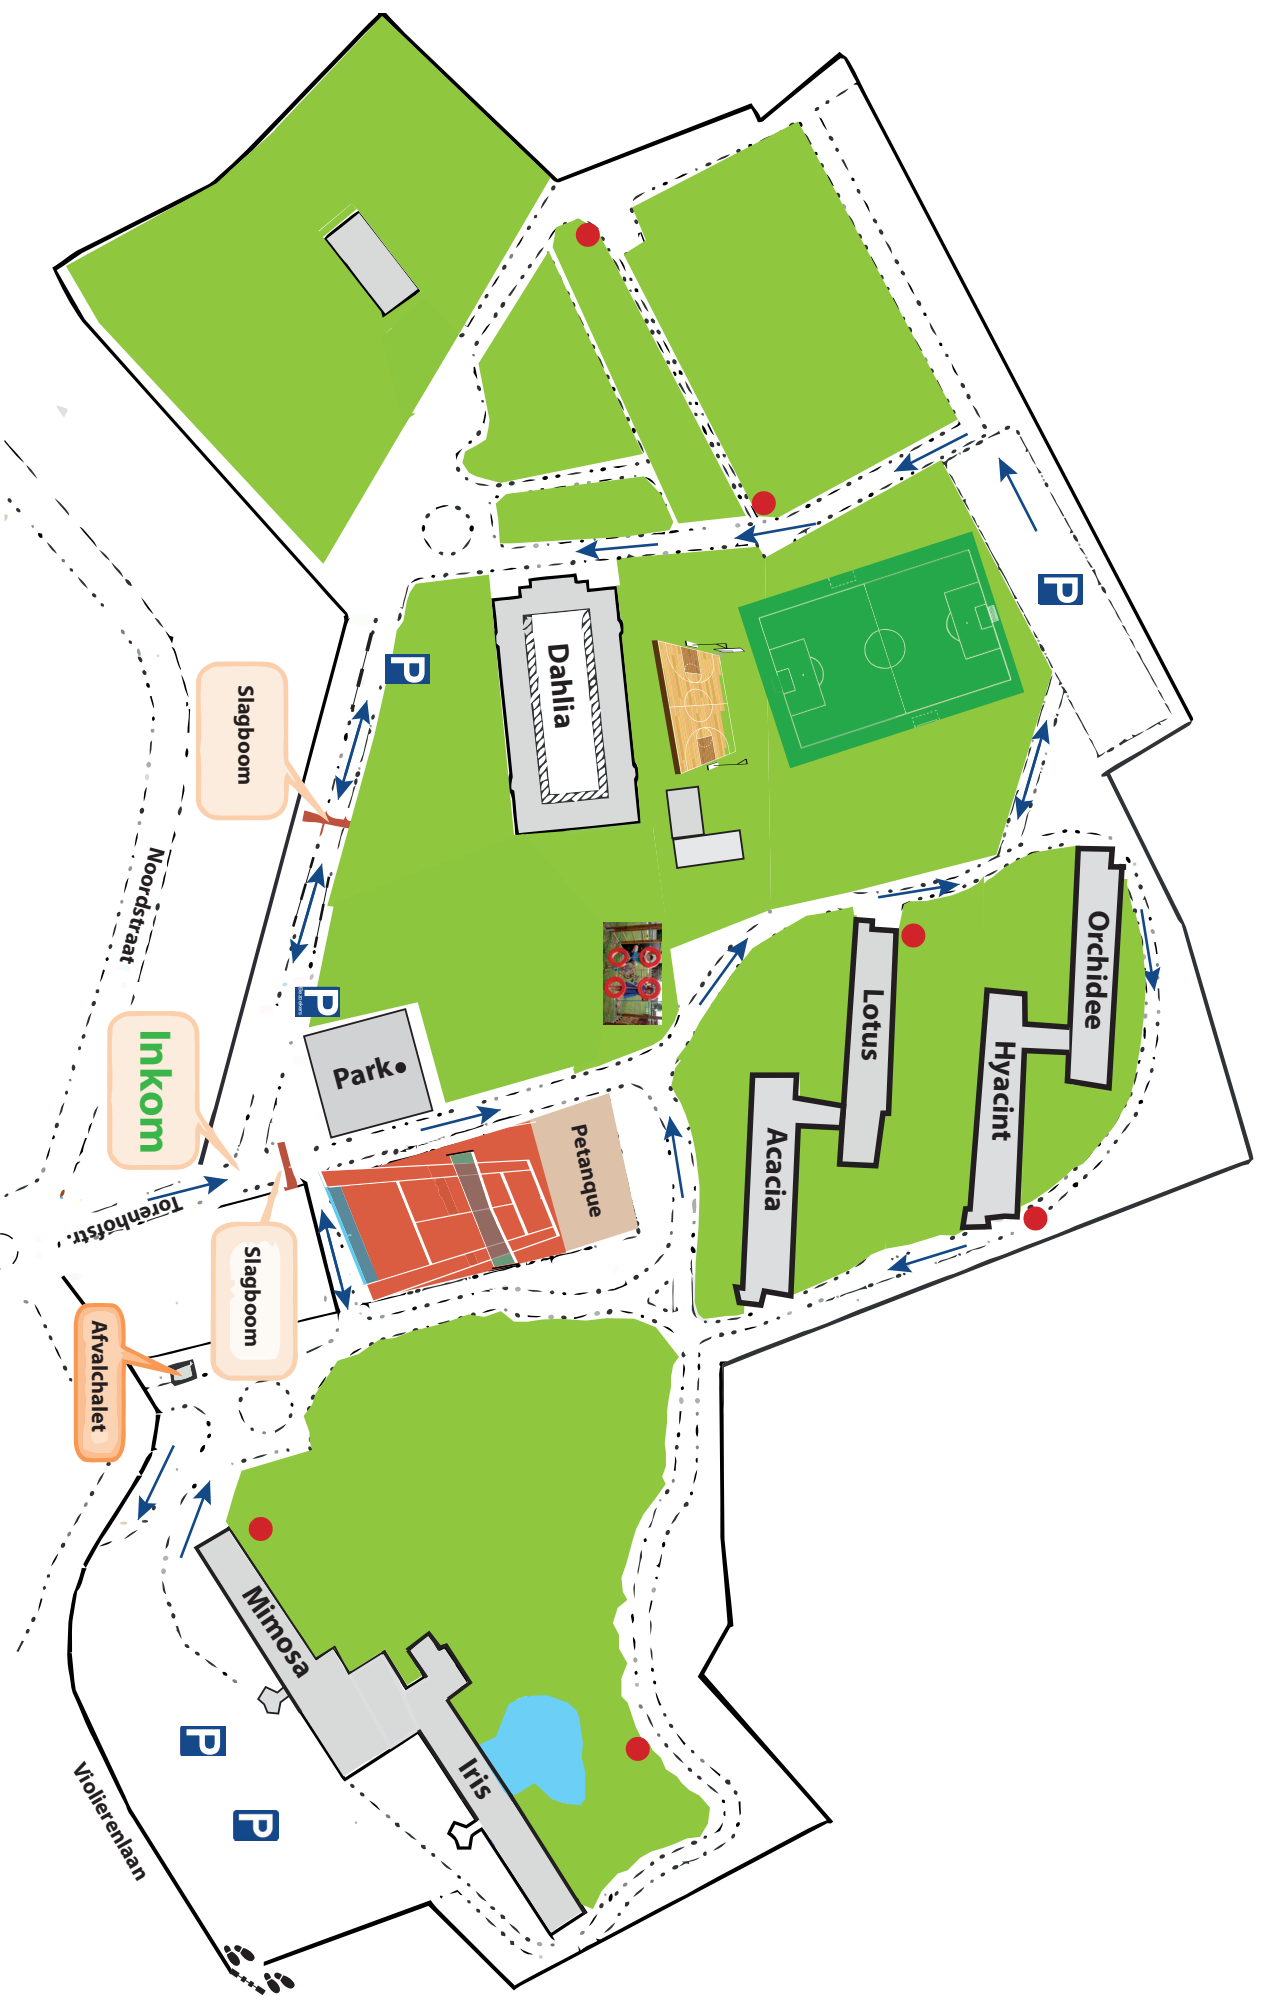 P
Dahlia
P
Slagboom
Noordstraat
Orchidee
Lotus
Hyacint
P
Park
Inkom
Acacia
Petanque
Torenhofstr.
Slagboom
Afvalchalet
Mimosa
Iris
P
P
Violierenlaan